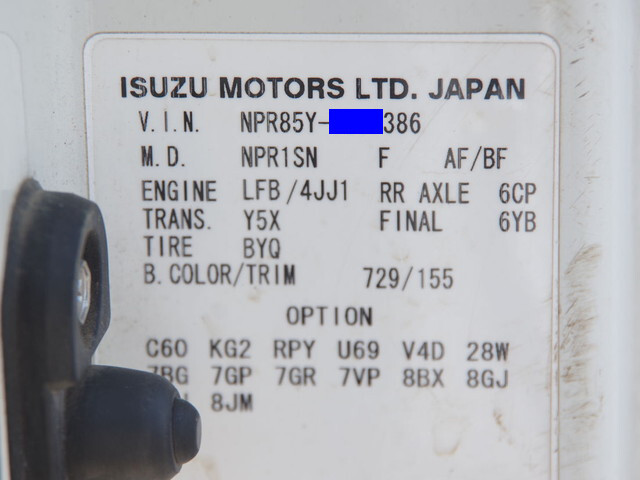 ISUZU MOTORS LTD. JAPAN
V.I.N. NPR85Y- 386
M.D. NPR1SN F AF/BF
ENGINE LFB/4JJ1 RR AXLE 6CP
TRANS. Y5X FINAL 6YB
TIRE BYQ
B.COLOR/TRIM 729/155
OPTION
C60 KG2 RPY U69 V4D 28W
7BG 7GP 7GR 7VP 8BX 8GJ
8JM